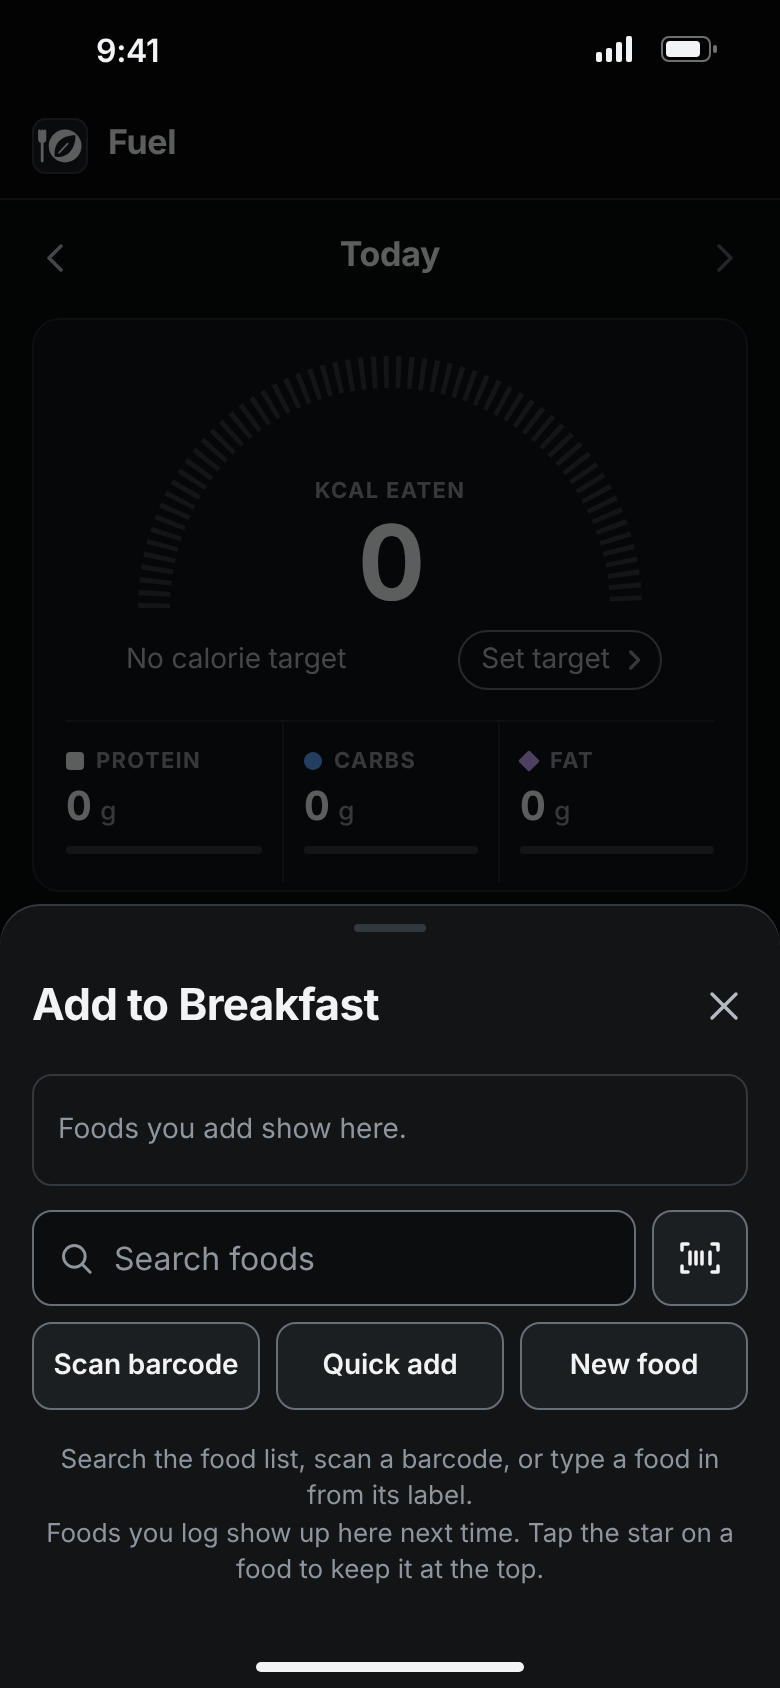 9:41
Fuel
Today
KCAL EATEN
0
No calorie target
Set target
PROTEIN
CARBS
FAT
0 g
0 g
0 g
Add to Breakfast
Foods you add show here.
Search foods
Scan barcode
Quick add
New food
Search the food list, scan a barcode, or type a food in
from its label.
Foods you log show up here next time. Tap the star on a
food to keep it at the top.